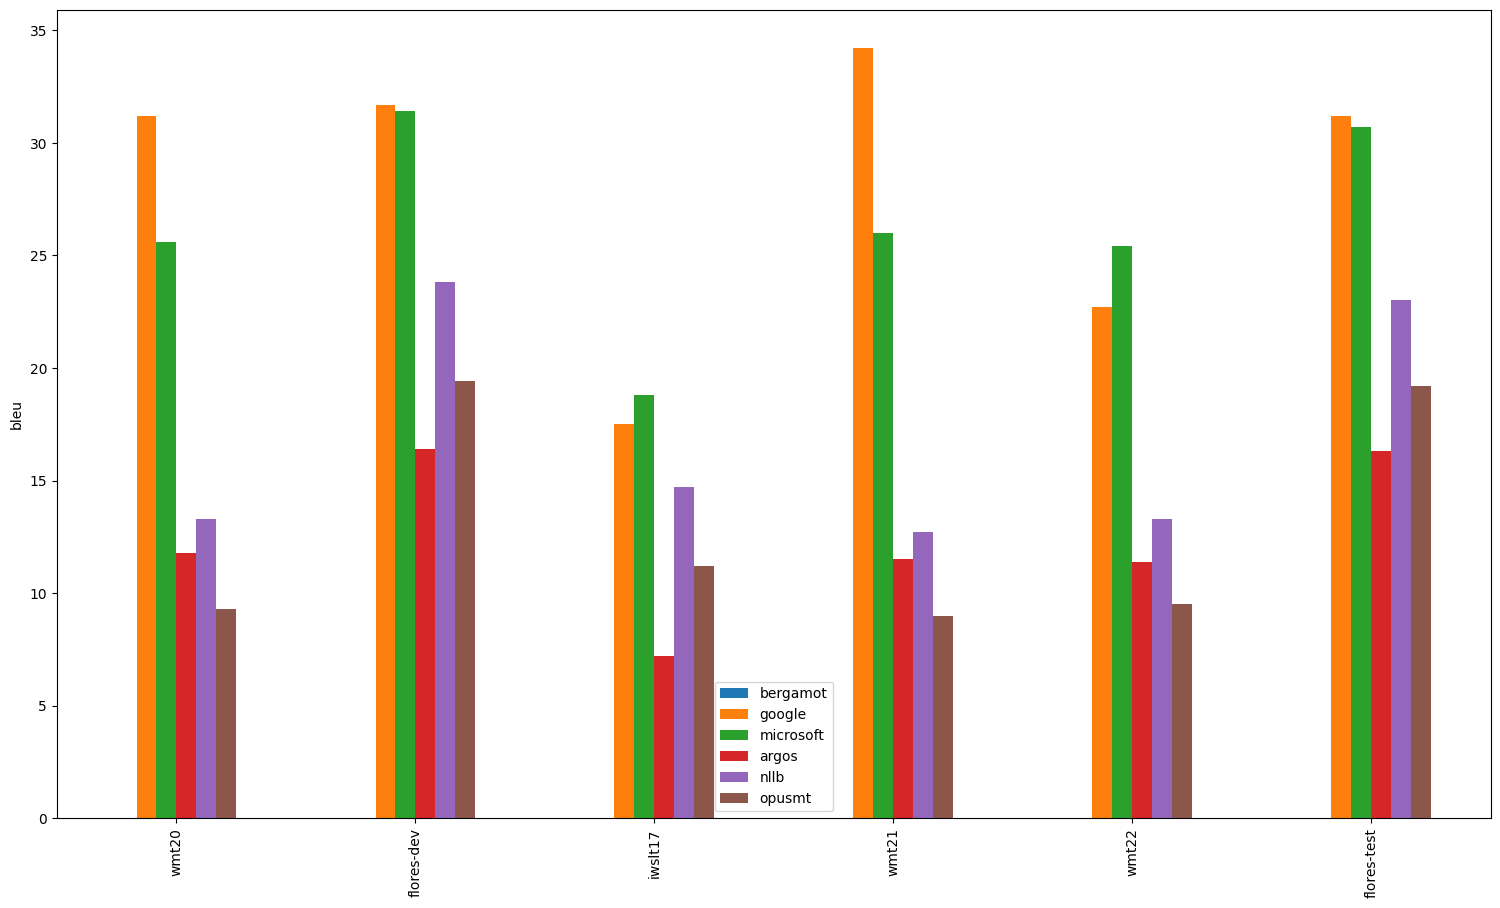 35
30
25
20
15
10
5
0
bleu
bergamot
google
microsoft
argos
nllb
opusmt
wmt20
flores-dev
iwslt17
wmt21
wmt22
flores-test